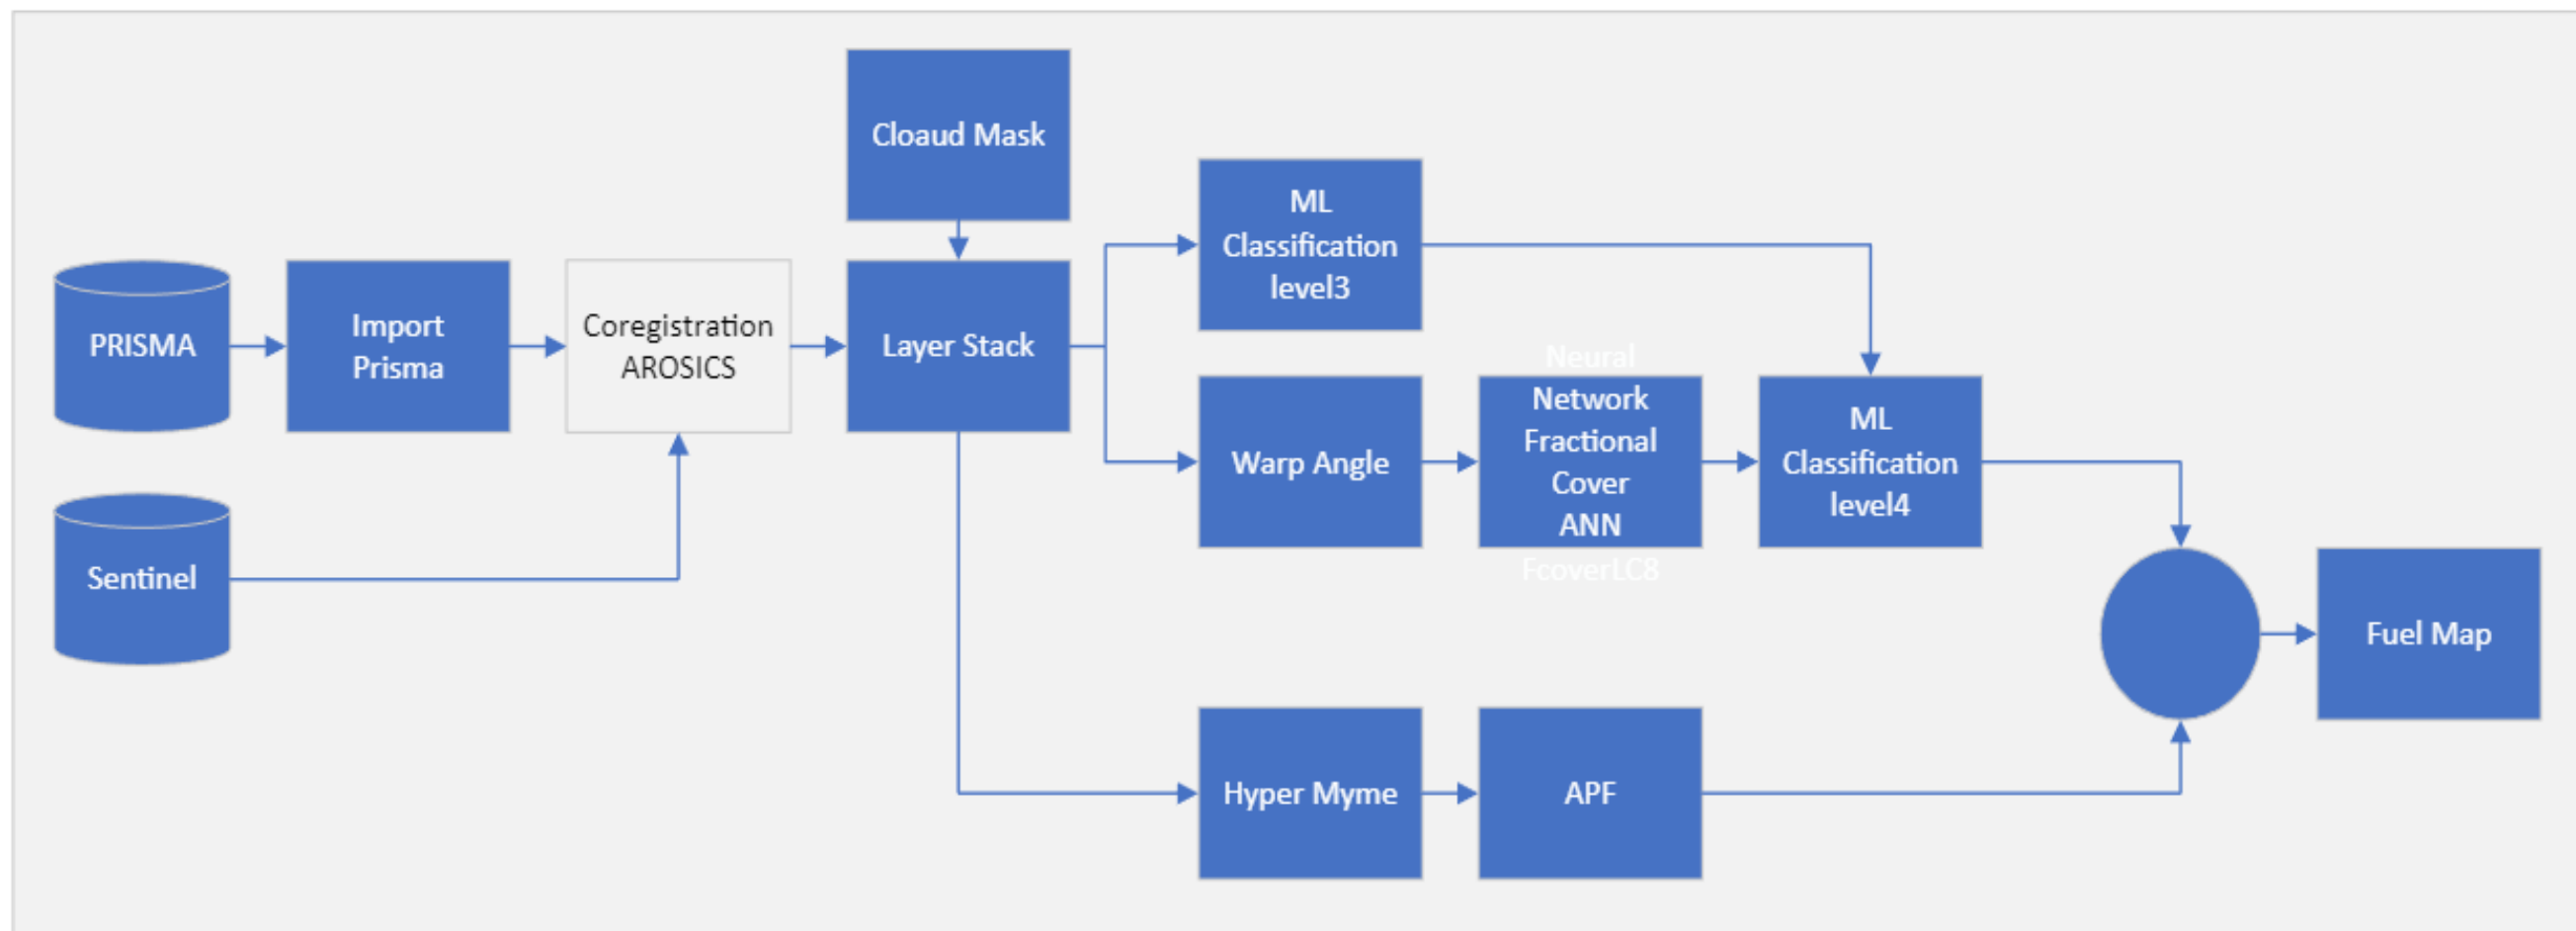 Cloaud Mask
ML
Classification
level3
PRISMA
Import
Prisma
Coregistration
AROSICS
Layer Stack
Warp Angle
Neural
Network
Fractional
Cover
ANN
FcoverLC8
ML
Classification
level4
Sentinel
Fuel Map
Hyper Myme
APF